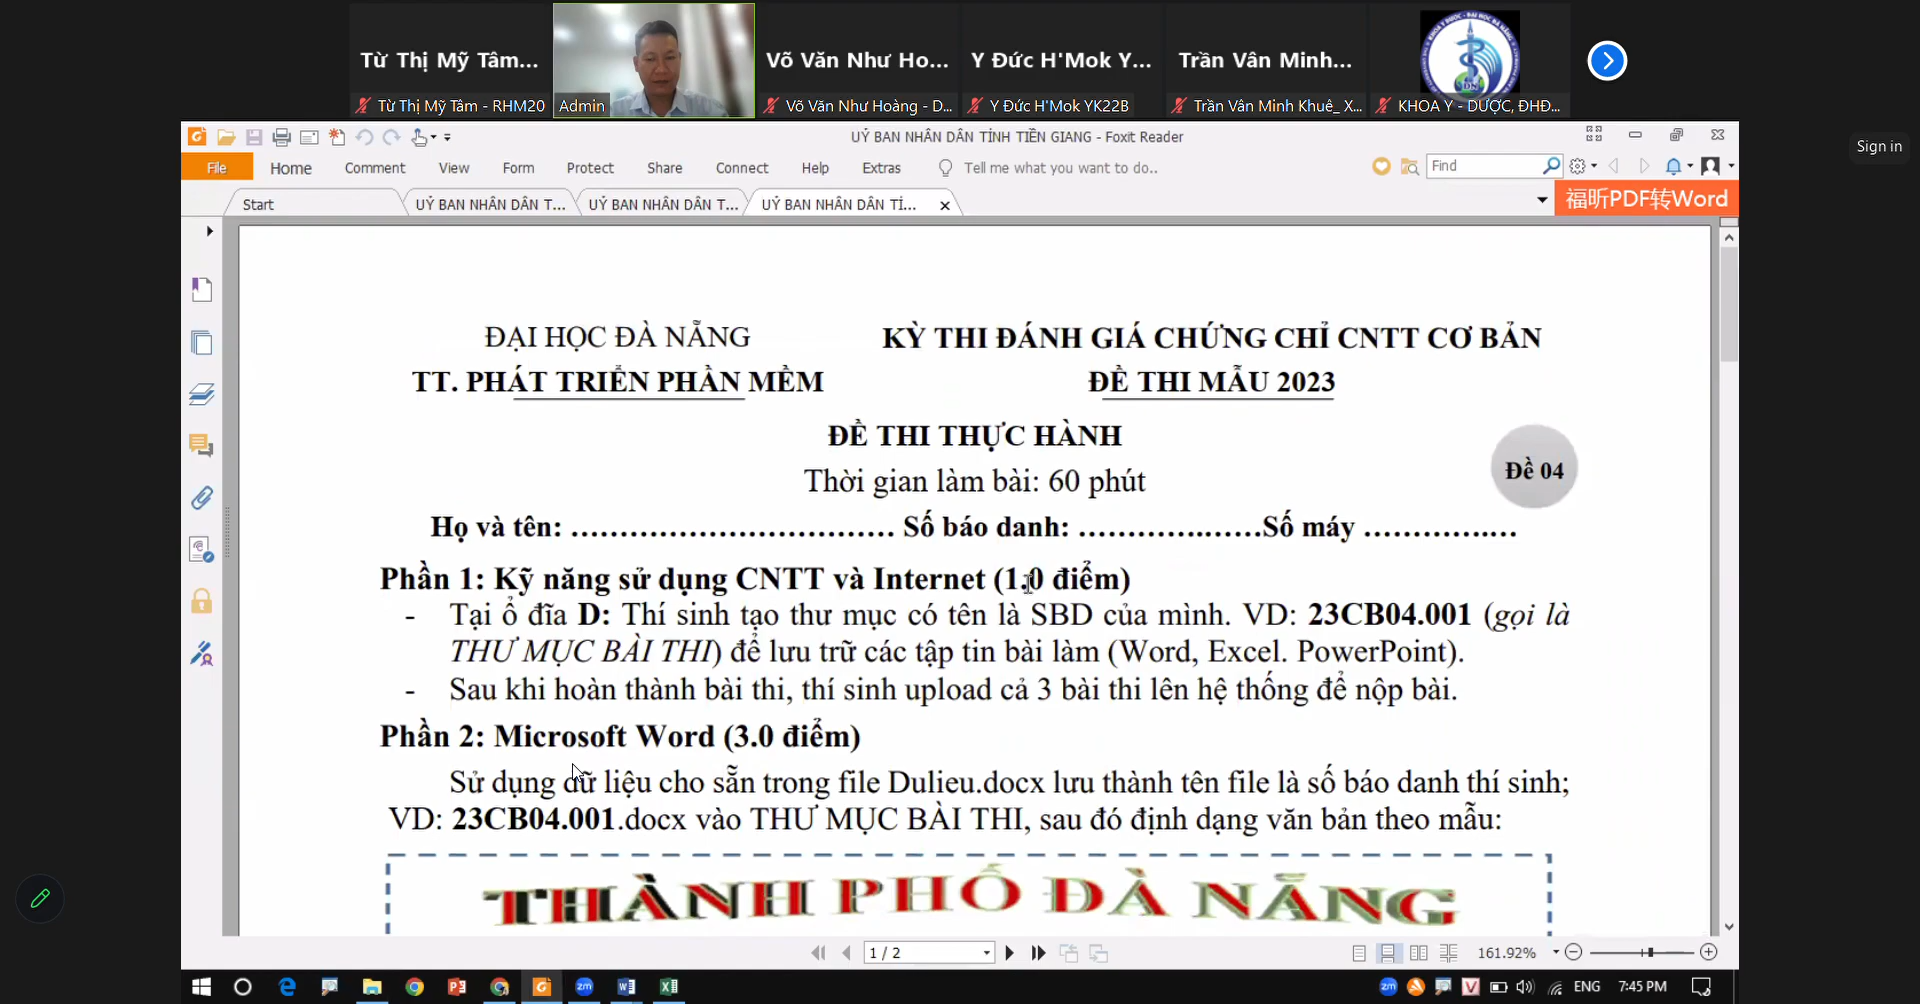 Từ Thị Mỹ Tâm...
Võ Văn Như Ho...
Y Đức H'Mok Y...
Trần Vân Minh...
Từ Thị Mỹ Tâm - RHM20
Admin
Võ Văn Như Hoàng - D...
Y Đức H'Mok YK22B
Trần Vân Minh Khuê_ X...
KHOA Y - DƯỢC, ĐHĐ...
UỶ BAN NHÂN DÂN TỈNH TIỀN GIANG - Foxit Reader
Sign in
File Home Comment View Form Protect Share Connect Help Extras Tell me what you want to do.. Find
Start
UỶ BAN NHÂN DÂN T...
UỶ BAN NHÂN DÂN T...
UỶ BAN NHÂN DÂN TỈ...
福昕PDF转Word
ĐẠI HỌC ĐÀ NẴNG
TT. PHÁT TRIỂN PHẦN MỀM
KỲ THI ĐÁNH GIÁ CHỨNG CHỈ CNTT CƠ BẢN
ĐỀ THI MẪU 2023
ĐỀ THI THỰC HÀNH
Thời gian làm bài: 60 phút
Đề 04
Họ và tên: ................................. Số báo danh: ...................Số máy ................
Phần 1: Kỹ năng sử dụng CNTT và Internet (1.0 điểm)
- Tại ổ đĩa D: Thí sinh tạo thư mục có tên là SBD của mình. VD: 23CB04.001 (gọi là
THƯ MỤC BÀI THI) để lưu trữ các tập tin bài làm (Word, Excel. PowerPoint).
- Sau khi hoàn thành bài thi, thí sinh upload cả 3 bài thi lên hệ thống để nộp bài.
Phần 2: Microsoft Word (3.0 điểm)
Sử dụng dữ liệu cho sẵn trong file Dulieu.docx lưu thành tên file là số báo danh thí sinh;
VD: 23CB04.001.docx vào THƯ MỤC BÀI THI, sau đó định dạng văn bản theo mẫu:
THÀNH PHỐ ĐÀ NẴNG
1 / 2
161.92%
ENG 7:45 PM